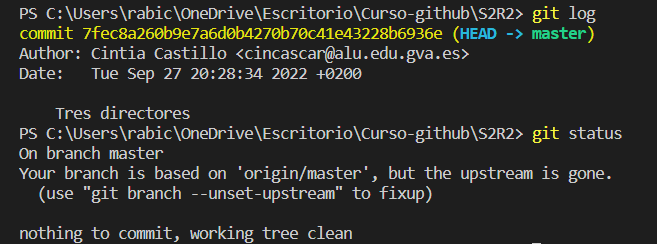 PS C:\Users\rabic\OneDrive\Escritorio\Curso-github\S2R2> git log
commit 7fec8a260b9e7a6d0b4270b70c41e43228b6936e (HEAD -> master)
Author: Cintia Castillo <cincascar@alu.edu.gva.es>
Date:   Tue Sep 27 20:28:34 2022 +0200

    Tres directores
PS C:\Users\rabic\OneDrive\Escritorio\Curso-github\S2R2> git status
On branch master
Your branch is based on 'origin/master', but the upstream is gone.
  (use "git branch --unset-upstream" to fixup)

nothing to commit, working tree clean